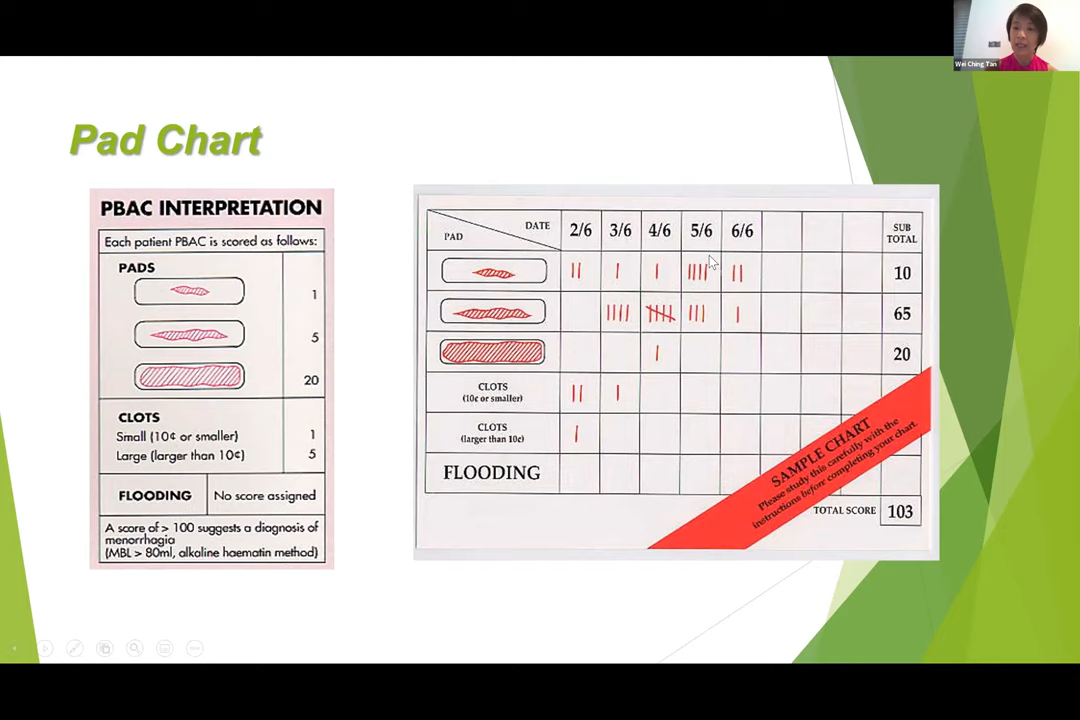 Wei Ching Tan
Pad Chart
PBAC INTERPRETATION
Each patient PBAC is scored as follows:
PADS
1
5
20
CLOTS
Small (10¢ or smaller) 1
Large (larger than 10¢) 5
FLOODING No score assigned
A score of > 100 suggests a diagnosis of
menorrhagia
(MBL > 80ml, alkaline haematin method)
PAD DATE 2/6 3/6 4/6 5/6 6/6 SUB
TOTAL
10
65
20
CLOTS
(10¢ or smaller)
CLOTS
(larger than 10¢)
FLOODING
SAMPLE CHART
Please study this carefully with the
instructions before completing your chart.
TOTAL SCORE 103